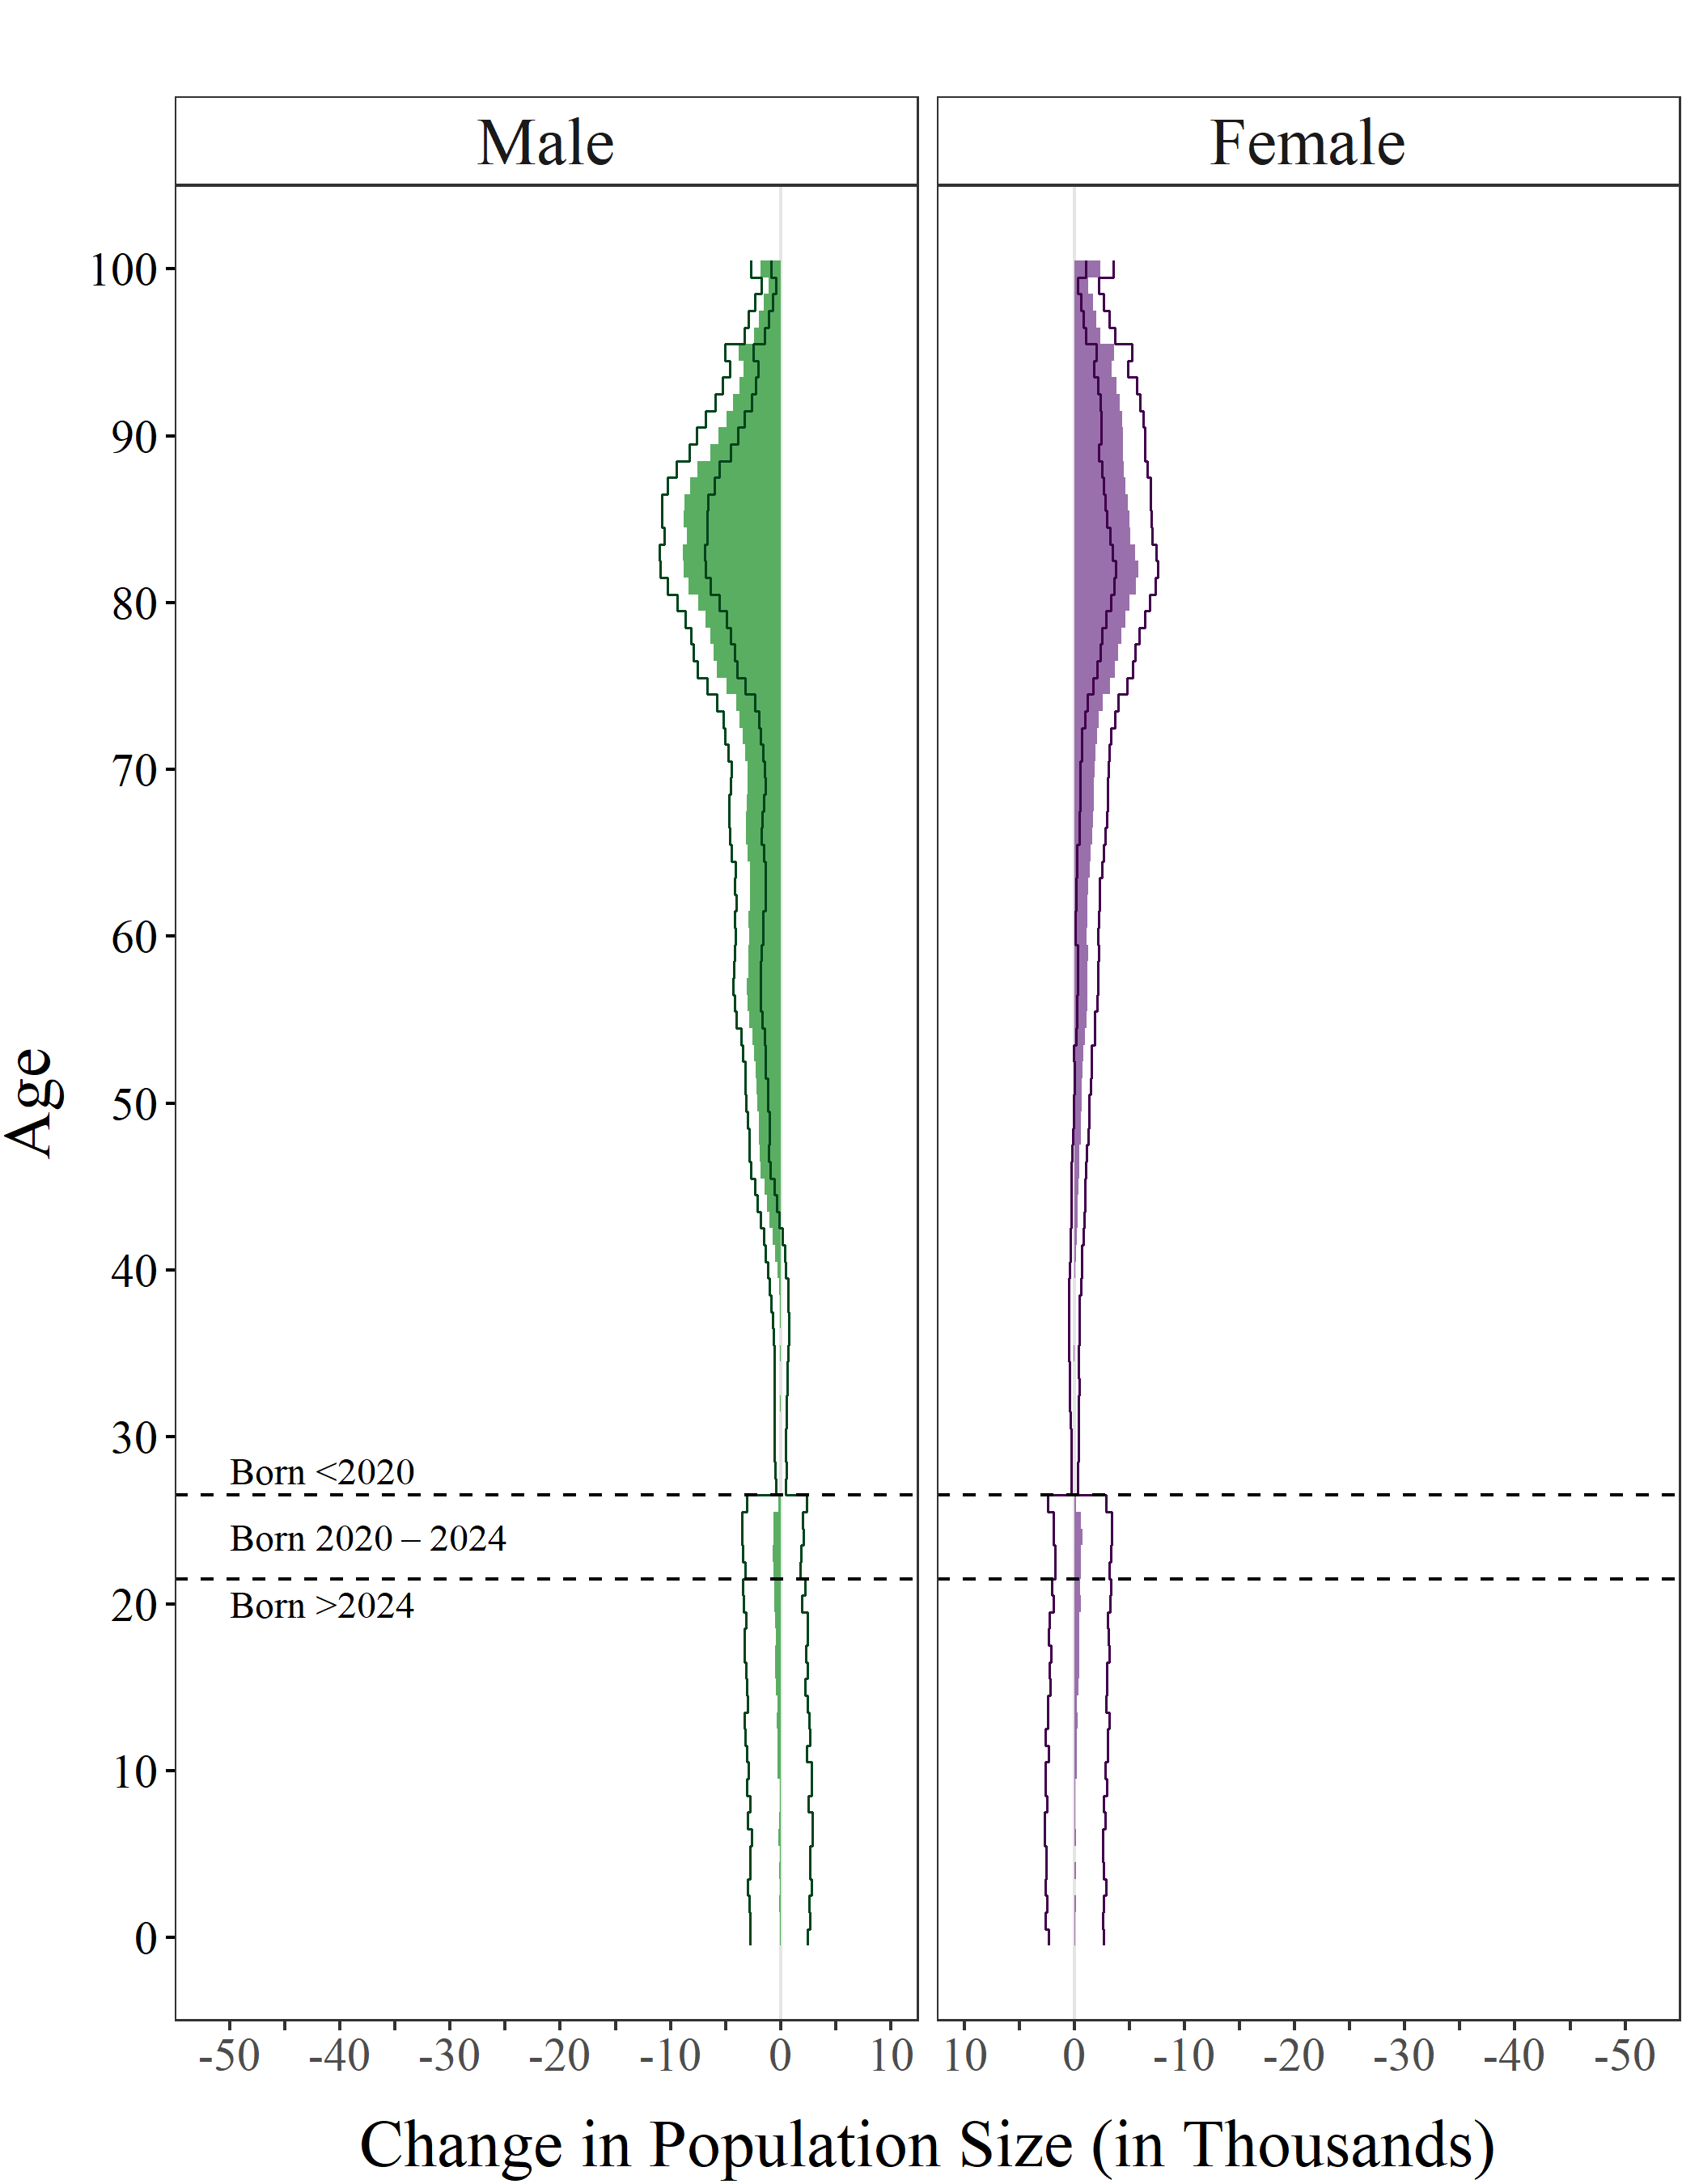 Male
Female
Age
100
90
80
70
60
50
40
30
20
10
0
Born <2020
Born 2020 – 2024
Born >2024
-50 -40 -30 -20 -10 0 10
10 0 -10 -20 -30 -40 -50
Change in Population Size (in Thousands)